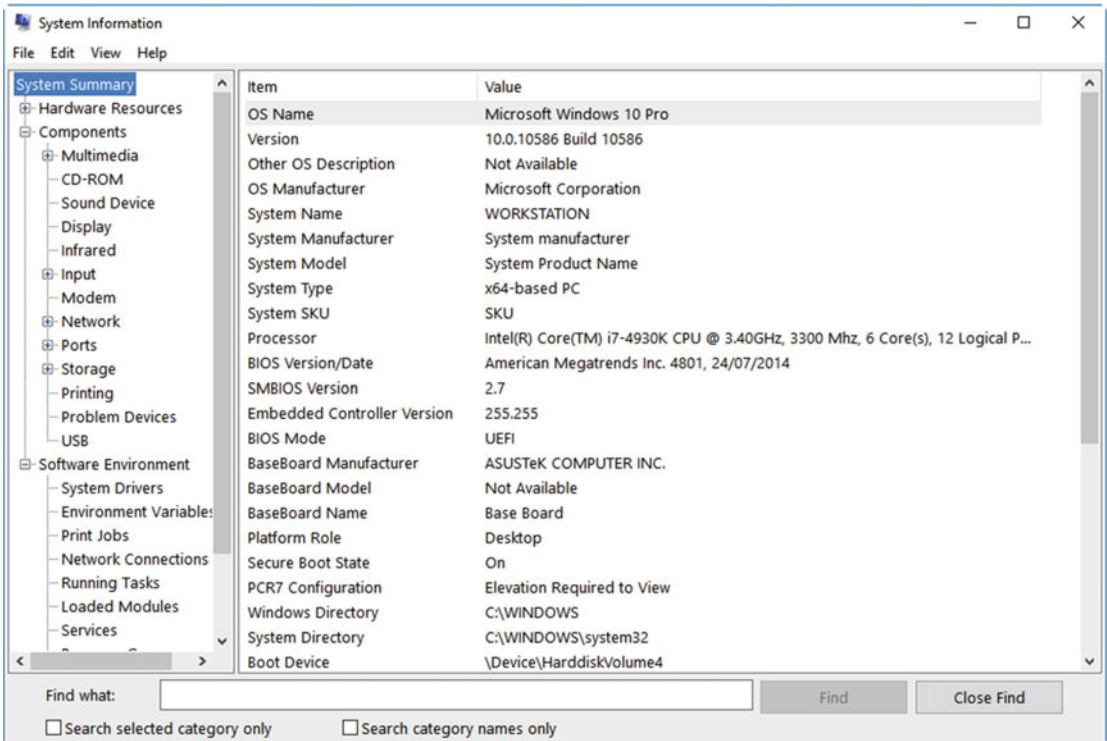 System Information
File Edit View Help
System Summary
Hardware Resources
Components
Multimedia
CD-ROM
Sound Device
Display
Infrared
Input
Modem
Network
Ports
Storage
Printing
Problem Devices
USB
Software Environment
System Drivers
Environment Variables
Print Jobs
Network Connections
Running Tasks
Loaded Modules
Services
Item Value
OS Name Microsoft Windows 10 Pro
Version 10.0.10586 Build 10586
Other OS Description Not Available
OS Manufacturer Microsoft Corporation
System Name WORKSTATION
System Manufacturer System manufacturer
System Model System Product Name
System Type x64-based PC
System SKU SKU
Processor Intel(R) Core(TM) i7-4930K CPU @ 3.40GHz, 3300 Mhz, 6 Core(s), 12 Logical P...
BIOS Version/Date American Megatrends Inc. 4801, 24/07/2014
SMBIOS Version 2.7
Embedded Controller Version 255.255
BIOS Mode UEFI
BaseBoard Manufacturer ASUSTeK COMPUTER INC.
BaseBoard Model Not Available
BaseBoard Name Base Board
Platform Role Desktop
Secure Boot State On
PCR7 Configuration Elevation Required to View
Windows Directory C:\WINDOWS
System Directory C:\WINDOWS\system32
Boot Device \Device\HarddiskVolume4
Find what: Find Close Find
Search selected category only Search category names only